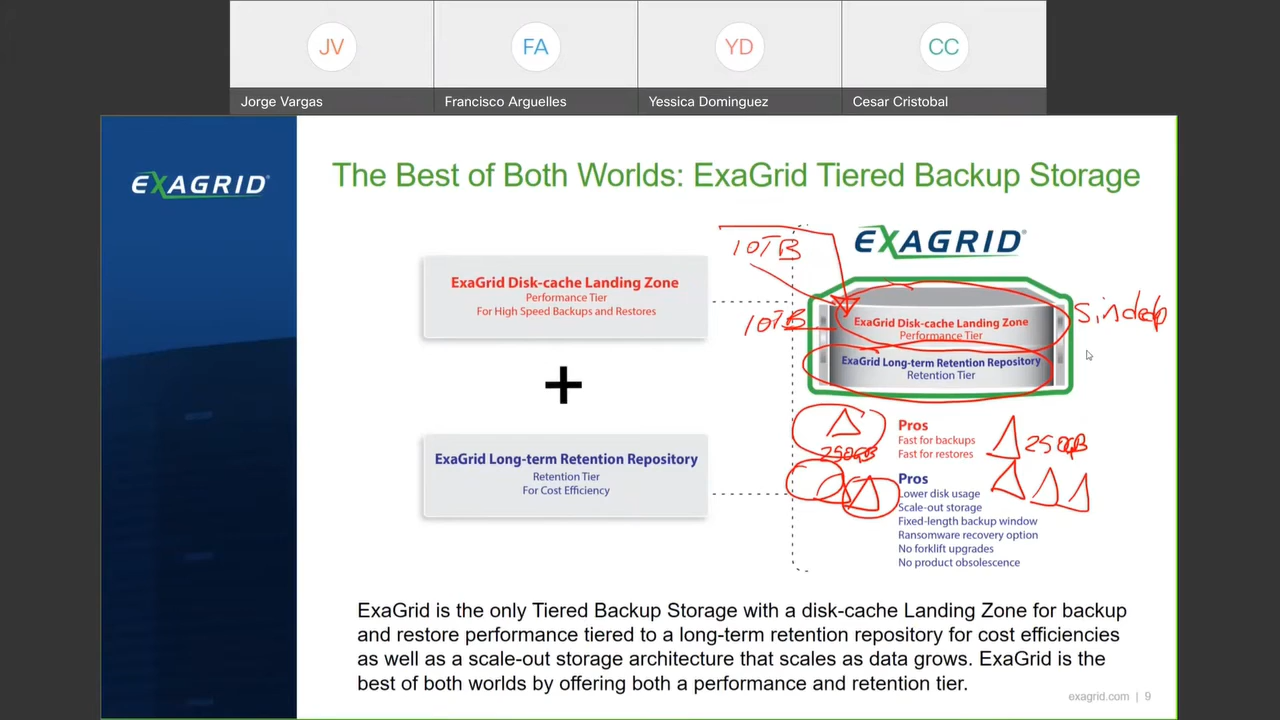 JV
FA
YD
CC
Jorge Vargas
Francisco Arguelles
Yessica Dominguez
Cesar Cristobal
EXAGRID
The Best of Both Worlds: ExaGrid Tiered Backup Storage
ExaGrid Disk-cache Landing Zone
Performance Tier
For High Speed Backups and Restores
+
ExaGrid Long-term Retention Repository
Retention Tier
For Cost Efficiency
10TB
10TB
EXAGRID
ExaGrid Disk-cache Landing Zone
Performance Tier
ExaGrid Long-term Retention Repository
Retention Tier
sindedp
250GB
Pros
Fast for backups
Fast for restores
250GB
Pros
Lower disk usage
Scale-out storage
Fixed-length backup window
Ransomware recovery option
No forklift upgrades
No product obsolescence
ExaGrid is the only Tiered Backup Storage with a disk-cache Landing Zone for backup
and restore performance tiered to a long-term retention repository for cost efficiencies
as well as a scale-out storage architecture that scales as data grows. ExaGrid is the
best of both worlds by offering both a performance and retention tier.
exagrid.com | 9